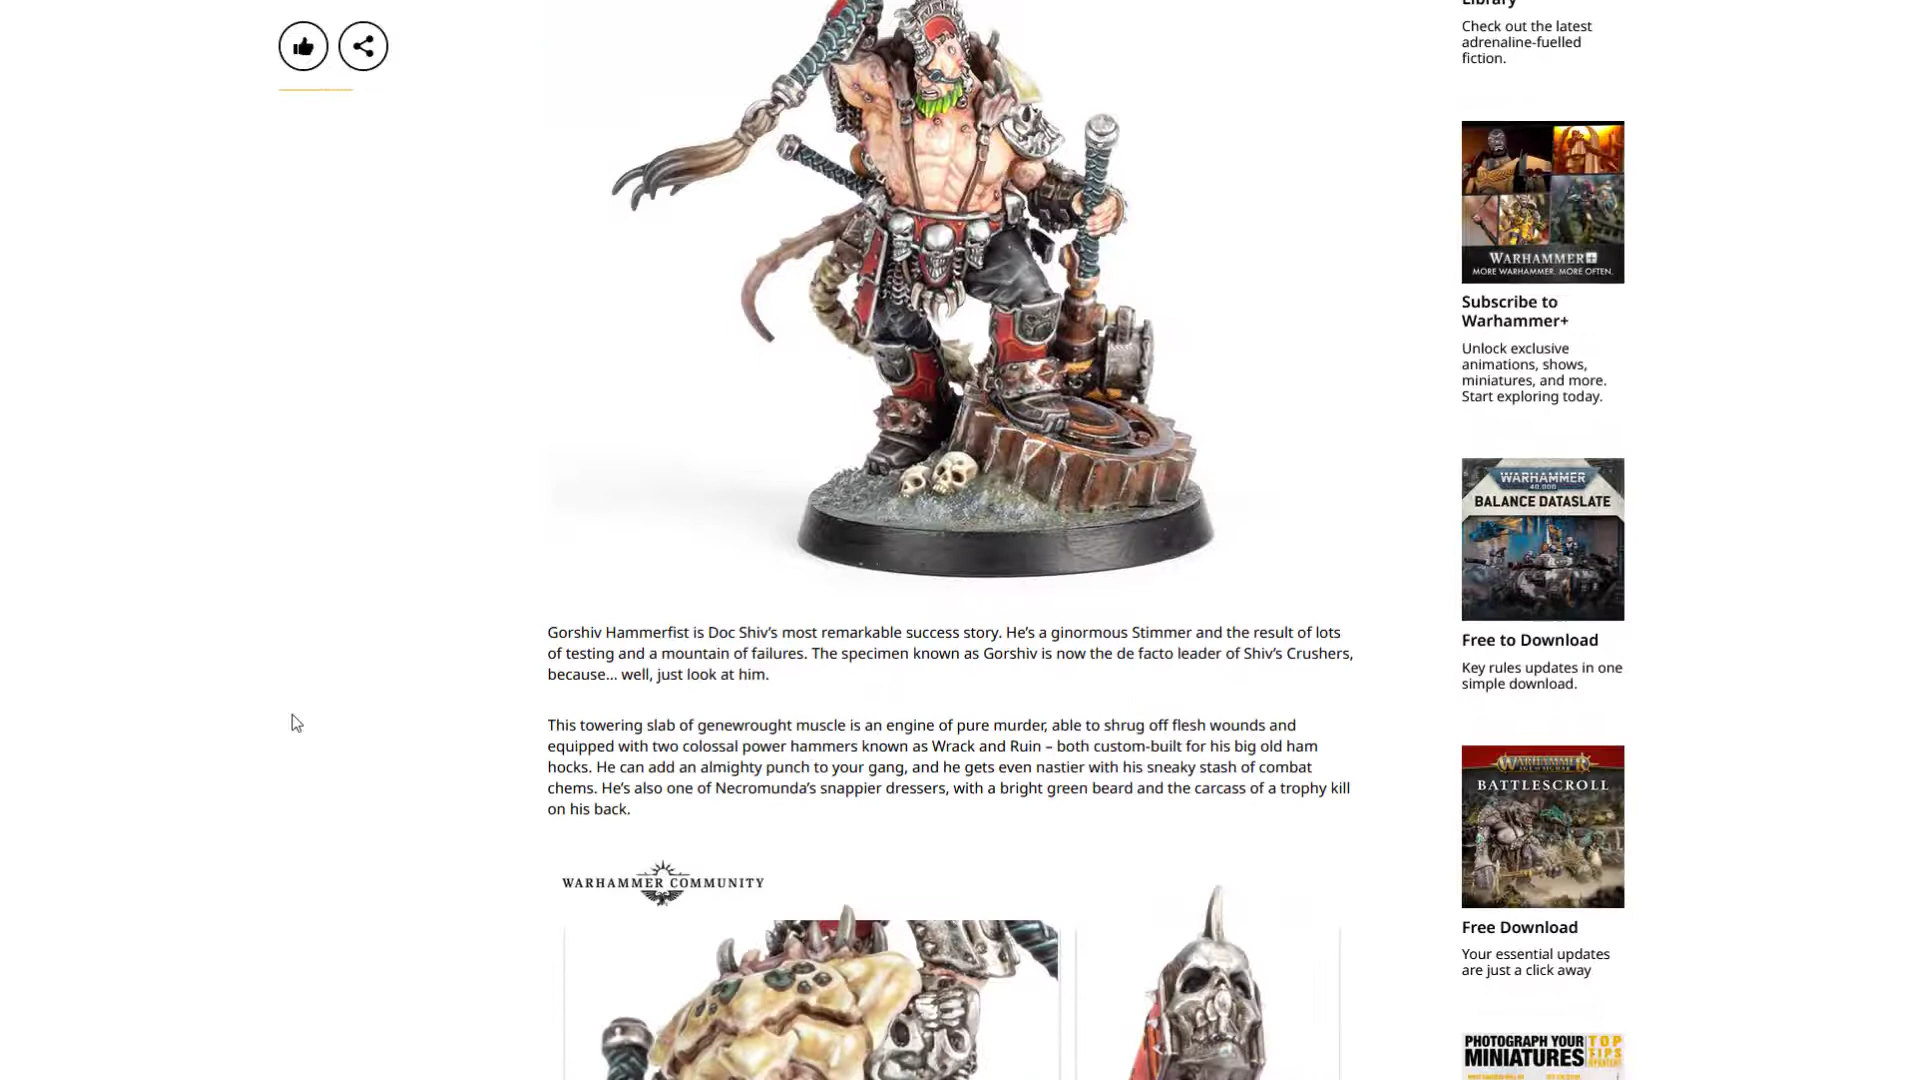 Library
Check out the latest
adrenaline-fuelled
fiction.
WARHAMMER+
MORE WARHAMMER. MORE OFTEN.
Subscribe to
Warhammer+
Unlock exclusive
animations, shows,
miniatures, and more.
Start exploring today.
WARHAMMER
40,000
BALANCE DATASLATE
Free to Download
Key rules updates in one
simple download.
Gorshiv Hammerfist is Doc Shiv’s most remarkable success story. He’s a ginormous Stimmer and the result of lots
of testing and a mountain of failures. The specimen known as Gorshiv is now the de facto leader of Shiv’s Crushers,
because… well, just look at him.
This towering slab of genewrought muscle is an engine of pure murder, able to shrug off flesh wounds and
equipped with two colossal power hammers known as Wrack and Ruin – both custom-built for his big old ham
hocks. He can add an almighty punch to your gang, and he gets even nastier with his sneaky stash of combat
chems. He’s also one of Necromunda’s snappier dressers, with a bright green beard and the carcass of a trophy kill
on his back.
WARHAMMER
BATTLESCROLL
Free Download
Your essential updates
are just a click away
WARHAMMER COMMUNITY
PHOTOGRAPH YOUR
MINIATURES
TOP
TIPS